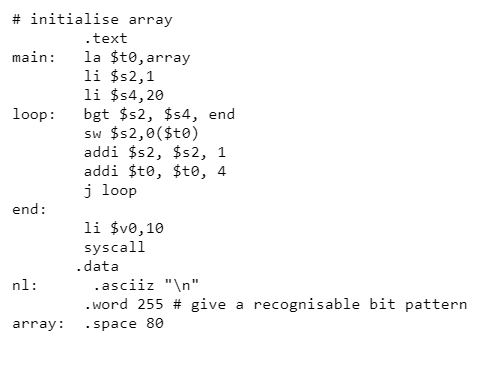 # initialise array
.text
main: la $t0,array
li $s2,1
li $s4,20
loop: bgt $s2, $s4, end
sw $s2,0($t0)
addi $s2, $s2, 1
addi $t0, $t0, 4
j loop
end:
li $v0,10
syscall
.data
nl: .asciiz "\n"
.word 255 # give a recognisable bit pattern
array: .space 80